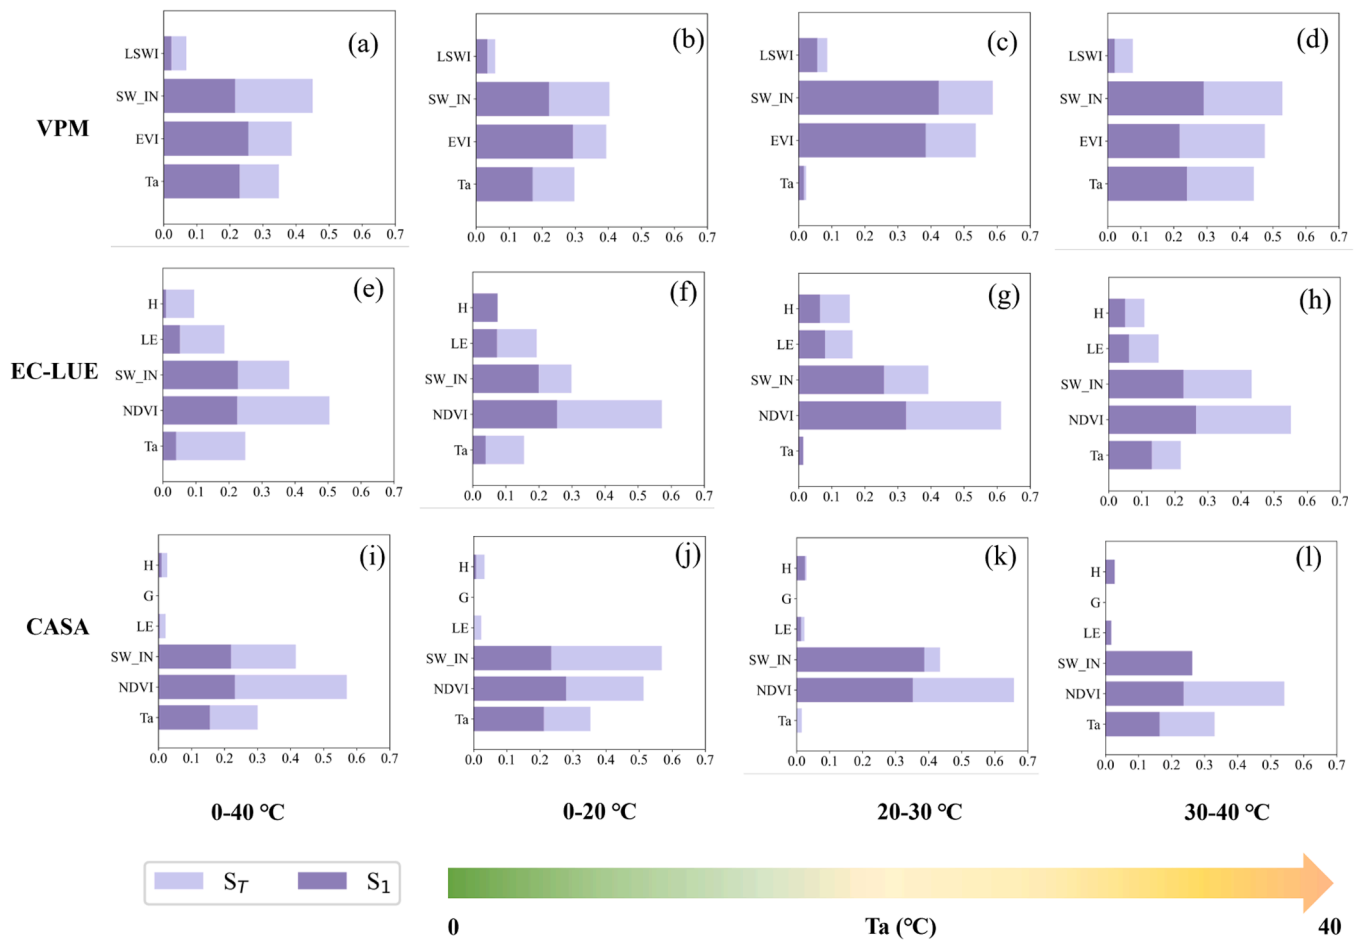 (a)
LSWI
SW_IN
EVI
Ta
0.0 0.1 0.2 0.3 0.4 0.5 0.6 0.7
(b)
LSWI
SW_IN
EVI
Ta
0.0 0.1 0.2 0.3 0.4 0.5 0.6 0.7
(c)
LSWI
SW_IN
EVI
Ta
0.0 0.1 0.2 0.3 0.4 0.5 0.6 0.7
(d)
LSWI
SW_IN
EVI
Ta
0.0 0.1 0.2 0.3 0.4 0.5 0.6 0.7
VPM
(e)
H
LE
SW_IN
NDVI
Ta
0.0 0.1 0.2 0.3 0.4 0.5 0.6 0.7
(f)
H
LE
SW_IN
NDVI
Ta
0.0 0.1 0.2 0.3 0.4 0.5 0.6 0.7
(g)
H
LE
SW_IN
NDVI
Ta
0.0 0.1 0.2 0.3 0.4 0.5 0.6 0.7
(h)
H
LE
SW_IN
NDVI
Ta
0.0 0.1 0.2 0.3 0.4 0.5 0.6 0.7
EC-LUE
(i)
H
G
LE
SW_IN
NDVI
Ta
0.0 0.1 0.2 0.3 0.4 0.5 0.6 0.7
(j)
H
G
LE
SW_IN
NDVI
Ta
0.0 0.1 0.2 0.3 0.4 0.5 0.6 0.7
(k)
H
G
LE
SW_IN
NDVI
Ta
0.0 0.1 0.2 0.3 0.4 0.5 0.6 0.7
(l)
H
G
LE
SW_IN
NDVI
Ta
0.0 0.1 0.2 0.3 0.4 0.5 0.6 0.7
CASA
0-40 °C
0-20 °C
20-30 °C
30-40 °C
S_T S_1
0 Ta (°C) 40